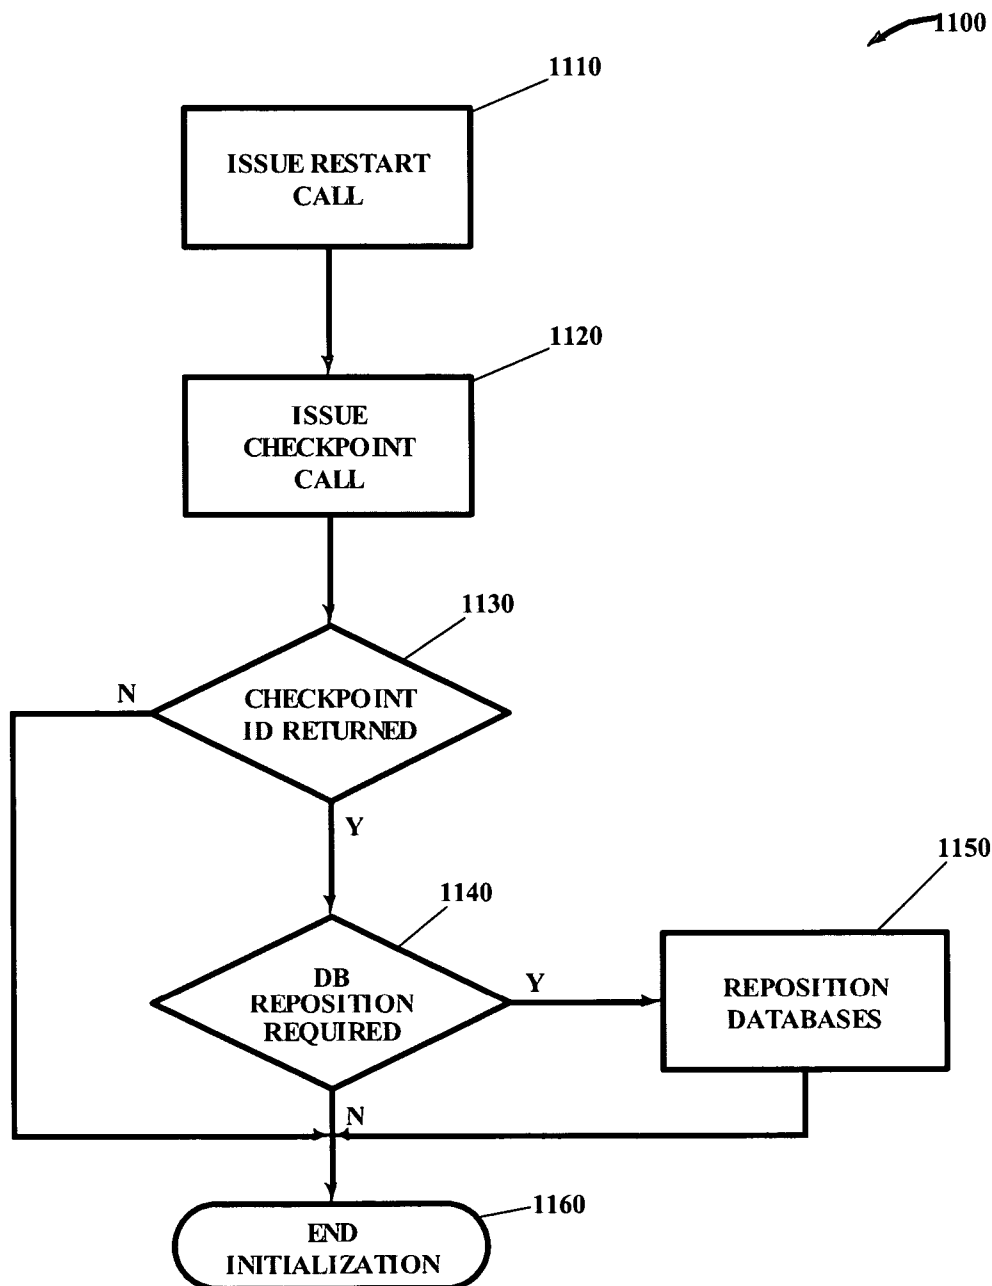 1100
1110
ISSUE RESTART
CALL
1120
ISSUE
CHECKPOINT
CALL
1130
N
CHECKPOINT
ID RETURNED
Y
1140
1150
DB
REPOSITION
REQUIRED
Y
REPOSITION
DATABASES
N
1160
END
INITIALIZATION